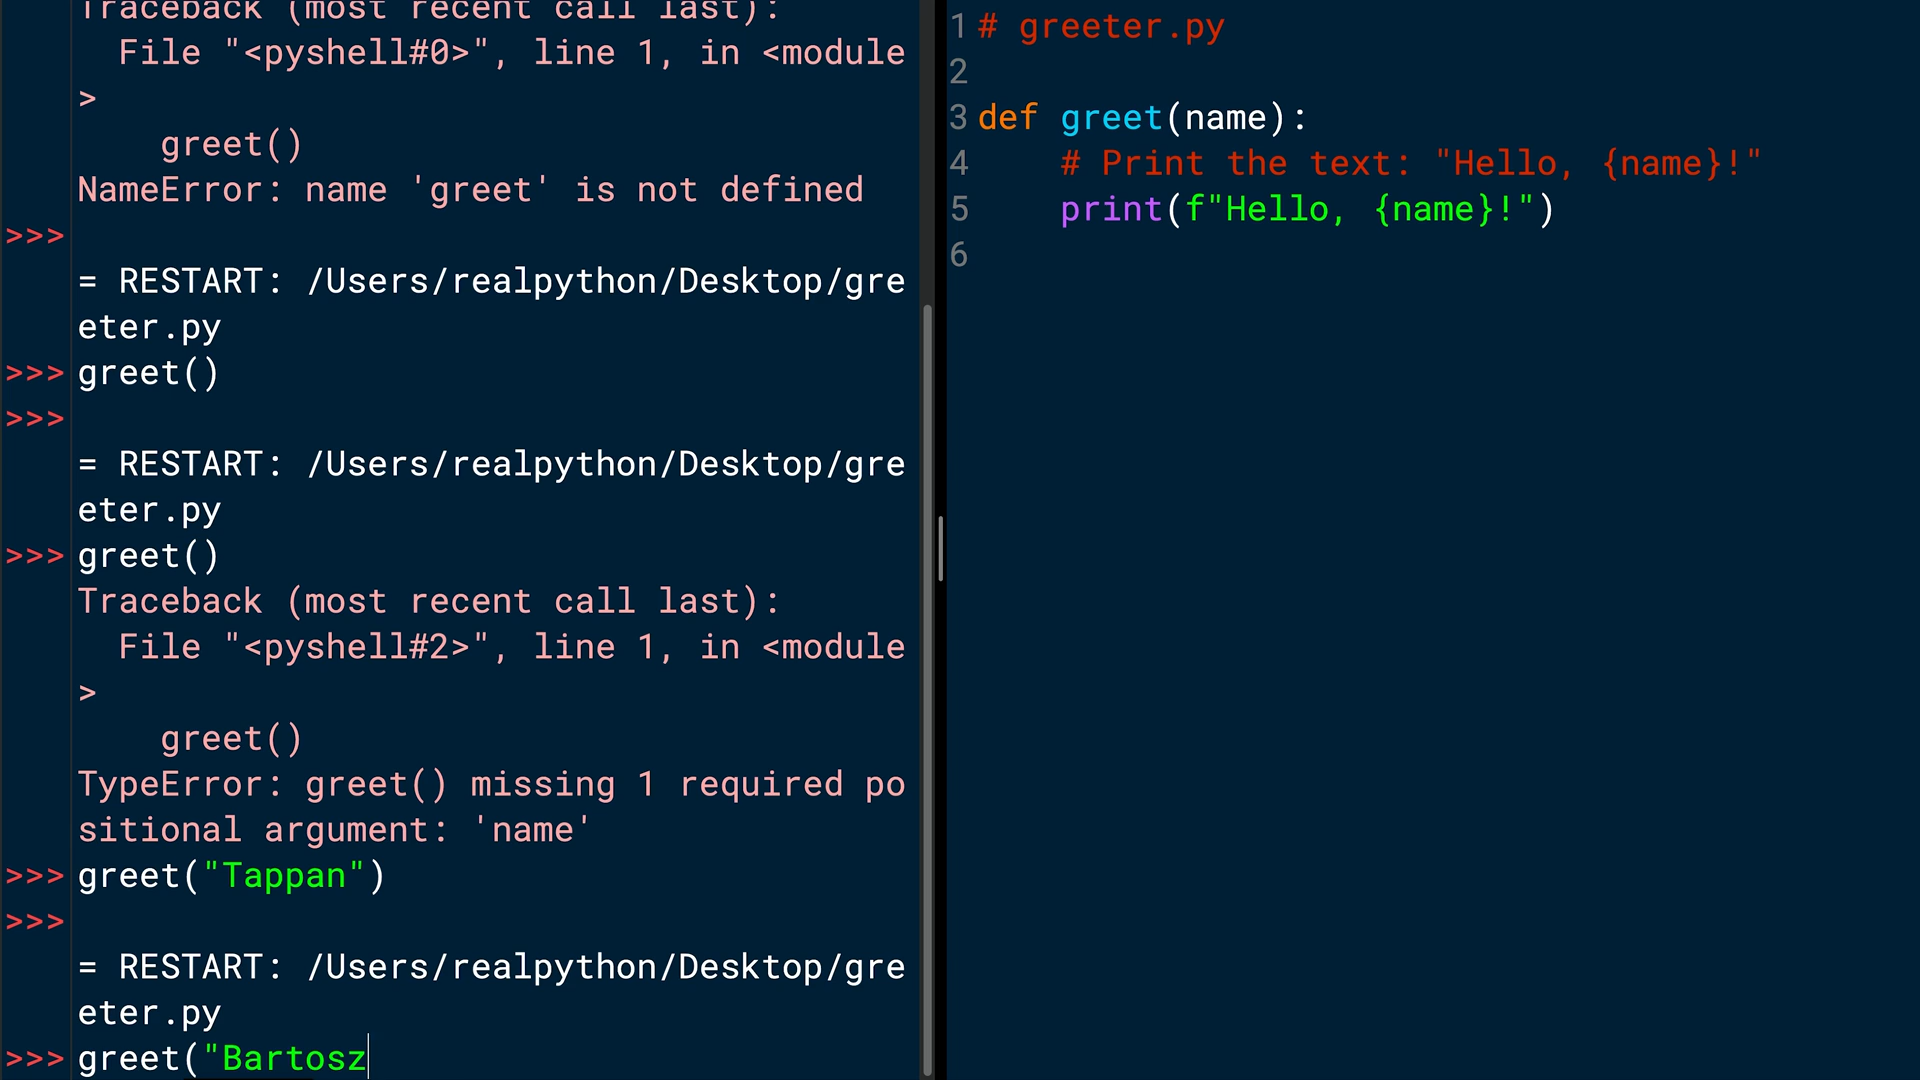 Traceback (most recent call last):
  File "<pyshell#0>", line 1, in <module
>
    greet()
NameError: name 'greet' is not defined
>>>
= RESTART: /Users/realpython/Desktop/gre
eter.py
>>> greet()
>>>
= RESTART: /Users/realpython/Desktop/gre
eter.py
>>> greet()
Traceback (most recent call last):
  File "<pyshell#2>", line 1, in <module
>
    greet()
TypeError: greet() missing 1 required po
sitional argument: 'name'
>>> greet("Tappan")
>>>
= RESTART: /Users/realpython/Desktop/gre
eter.py
>>> greet("Bartosz
1 # greeter.py
2
3 def greet(name):
4     # Print the text: "Hello, {name}!"
5     print(f"Hello, {name}!")
6